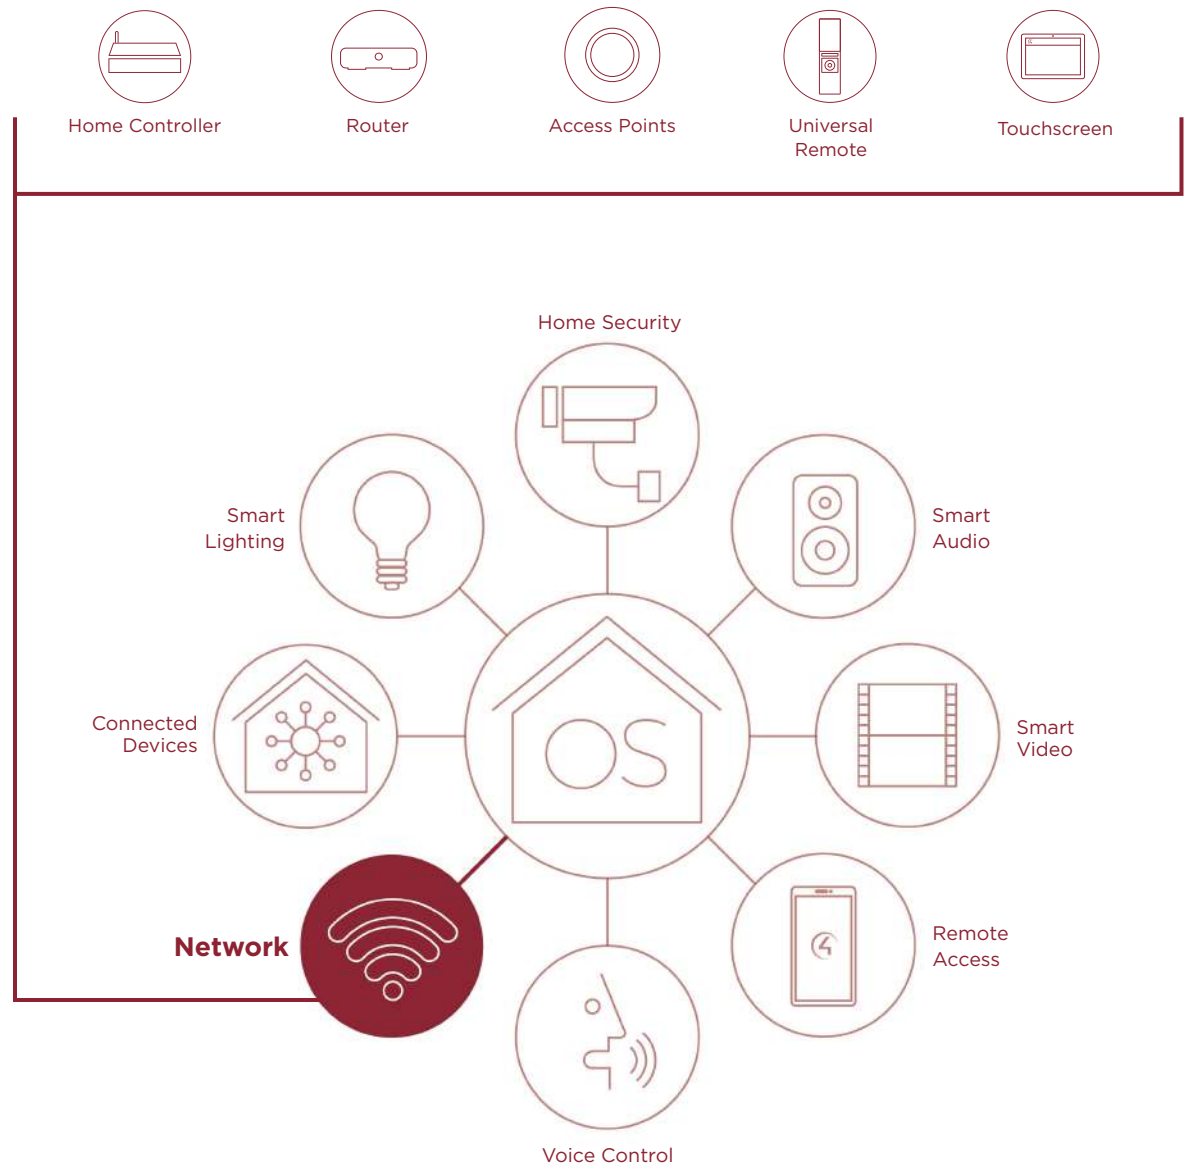 Home Controller
Router
Access Points
Universal
Remote
Touchscreen
Home Security
Smart
Lighting
Smart
Audio
OS
Connected
Devices
Smart
Video
Network
Remote
Access
4
Voice Control